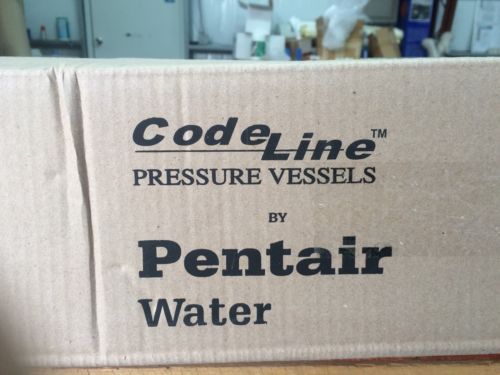 CodeLine™
PRESSURE VESSELS
BY
Pentair
Water